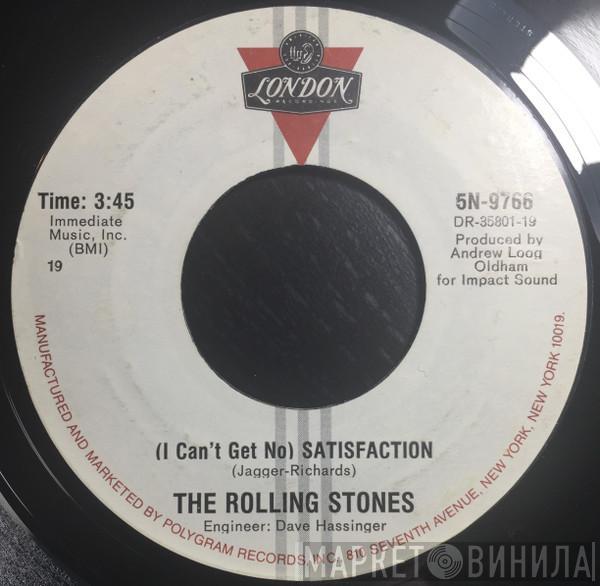 LONDON
RECORDINGS
Time: 3:45
Immediate
Music, Inc.
(BMI)
19
5N-9766
DR-35801-19
Produced by
Andrew Loog
Oldham
for Impact Sound
(I Can't Get No) SATISFACTION
(Jagger-Richards)
THE ROLLING STONES
Engineer: Dave Hassinger
MANUFACTURED AND MARKETED BY POLYGRAM RECORDS, INC. 810 SEVENTH AVENUE, NEW YORK, NEW YORK 10019.
МАРКЕТ ВИНИЛА